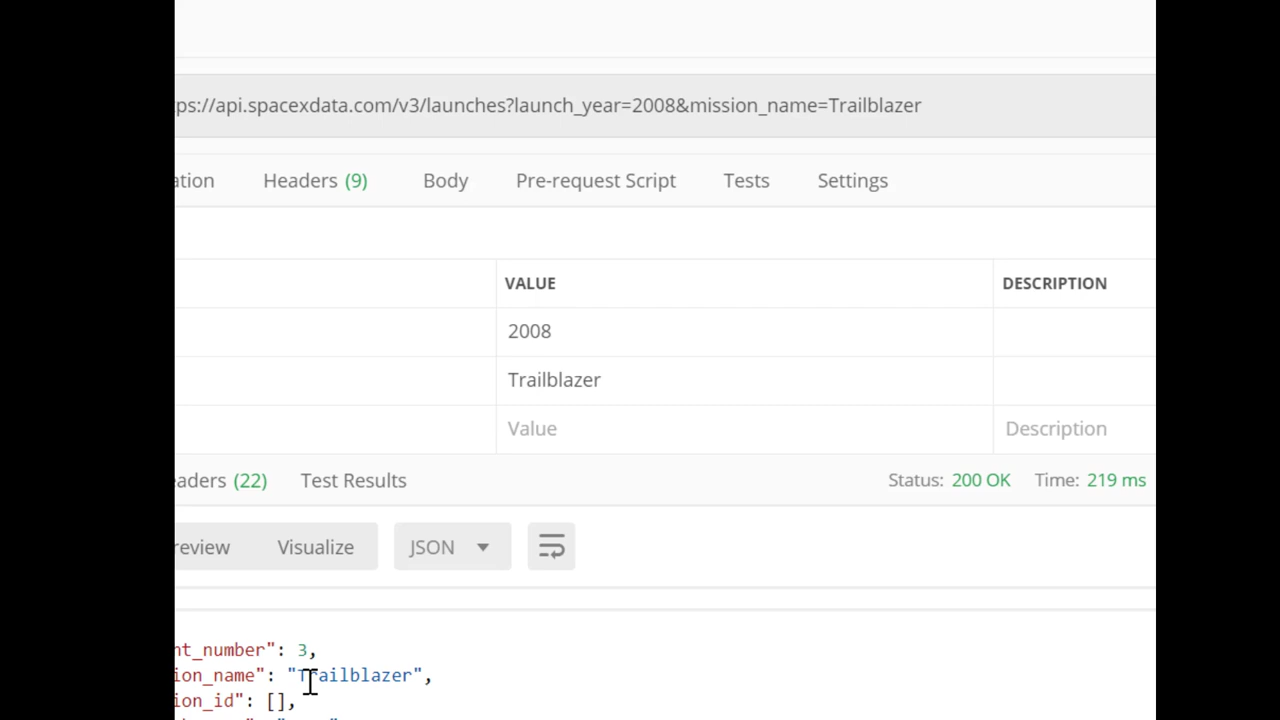 ps://api.spacexdata.com/v3/launches?launch_year=2008&mission_name=Trailblazer
ation Headers (9) Body Pre-request Script Tests Settings
VALUE DESCRIPTION
2008
Trailblazer
Value Description
eaders (22) Test Results Status: 200 OK Time: 219 ms
review Visualize JSON
ht_number": 3,
ion_name": "Trailblazer",
ion_id": [],